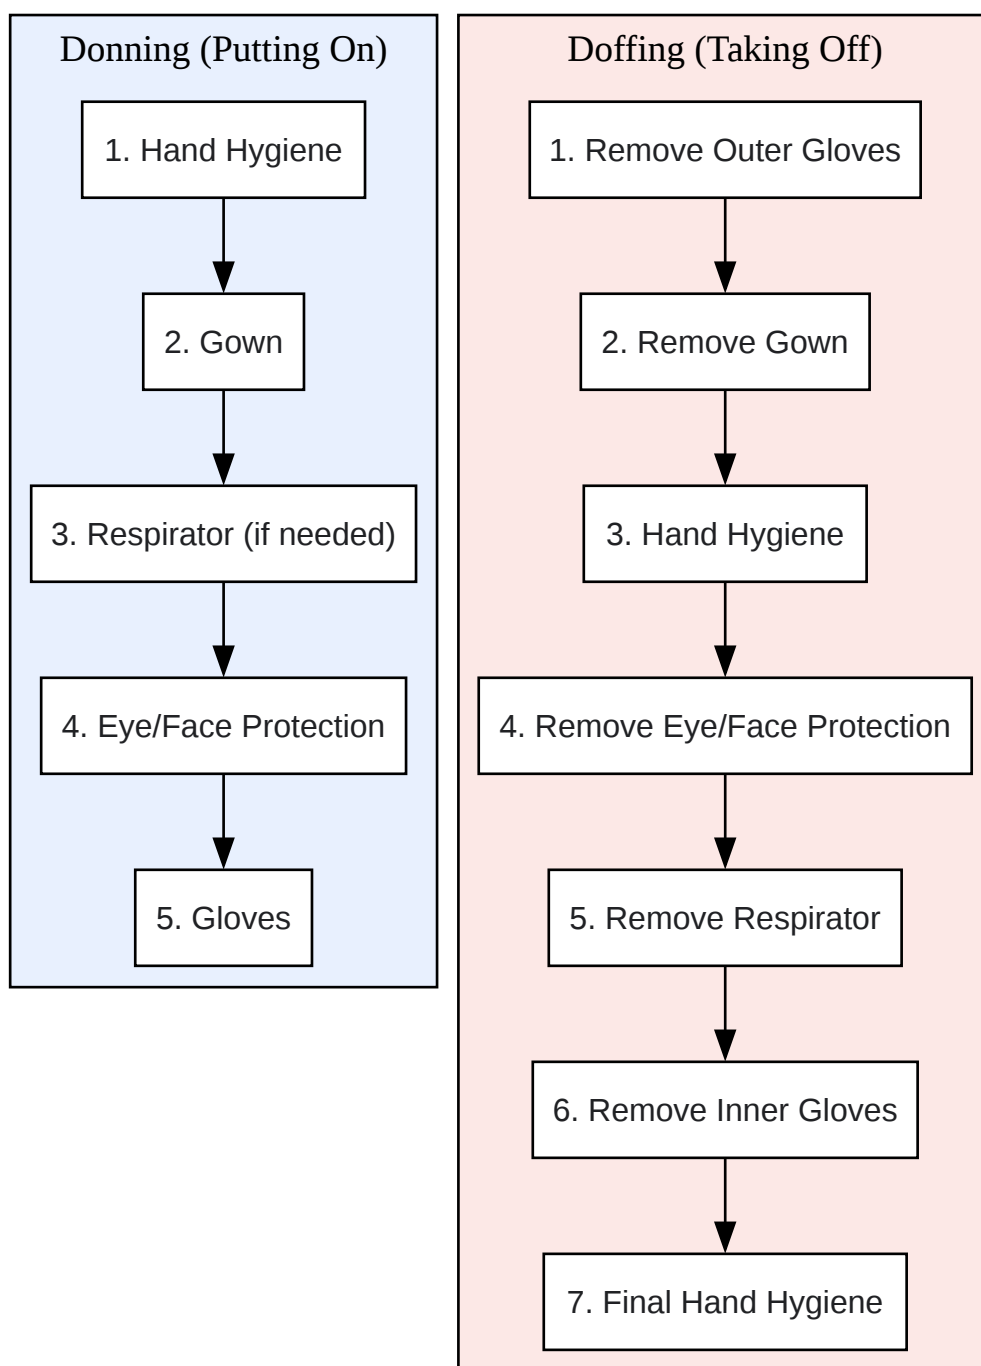 Donning (Putting On)
1. Hand Hygiene
2. Gown
3. Respirator (if needed)
4. Eye/Face Protection
5. Gloves
Doffing (Taking Off)
1. Remove Outer Gloves
2. Remove Gown
3. Hand Hygiene
4. Remove Eye/Face Protection
5. Remove Respirator
6. Remove Inner Gloves
7. Final Hand Hygiene